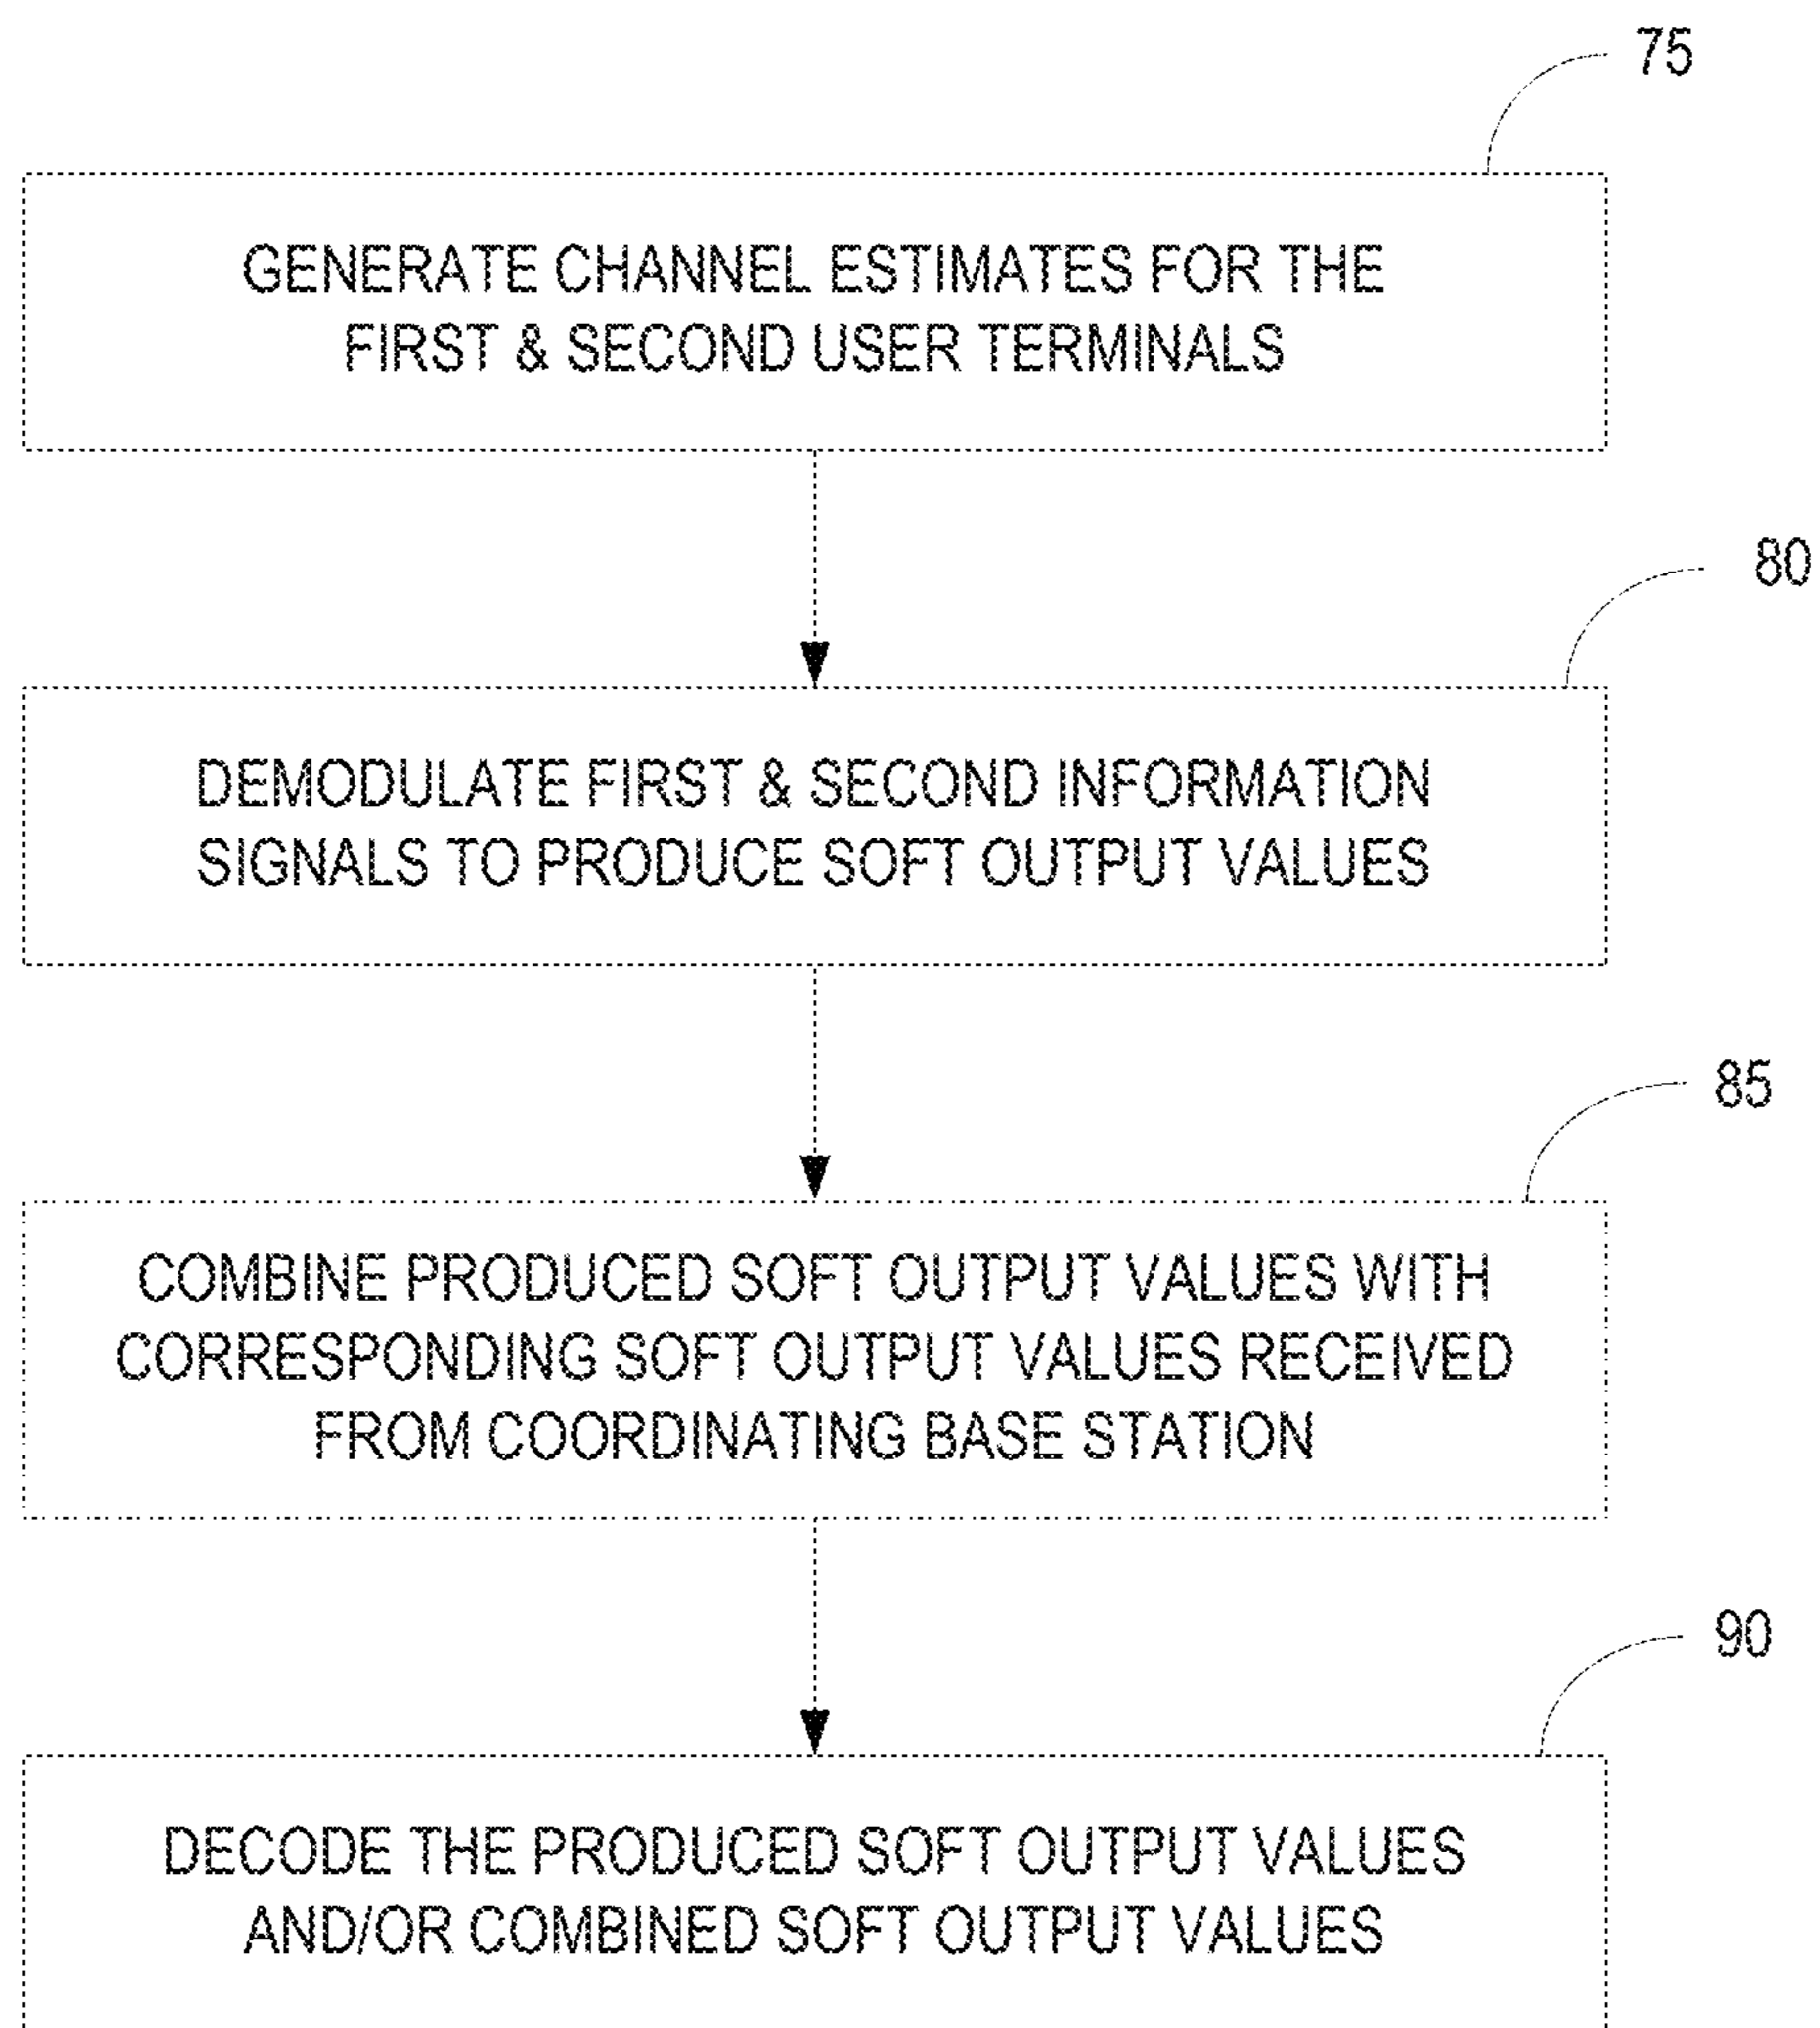 75
GENERATE CHANNEL ESTIMATES FOR THE
FIRST & SECOND USER TERMINALS
80
DEMODULATE FIRST & SECOND INFORMATION
SIGNALS TO PRODUCE SOFT OUTPUT VALUES
85
COMBINE PRODUCED SOFT OUTPUT VALUES WITH
CORRESPONDING SOFT OUTPUT VALUES RECEIVED
FROM COORDINATING BASE STATION
90
DECODE THE PRODUCED SOFT OUTPUT VALUES
AND/OR COMBINED SOFT OUTPUT VALUES